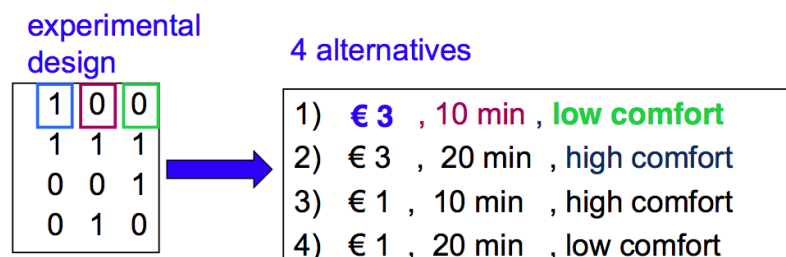 experimental
design
1 0 0
1 1 1
0 0 1
0 1 0
4 alternatives
1) € 3 , 10 min , low comfort
2) € 3 , 20 min , high comfort
3) € 1 , 10 min , high comfort
4) € 1 , 20 min , low comfort